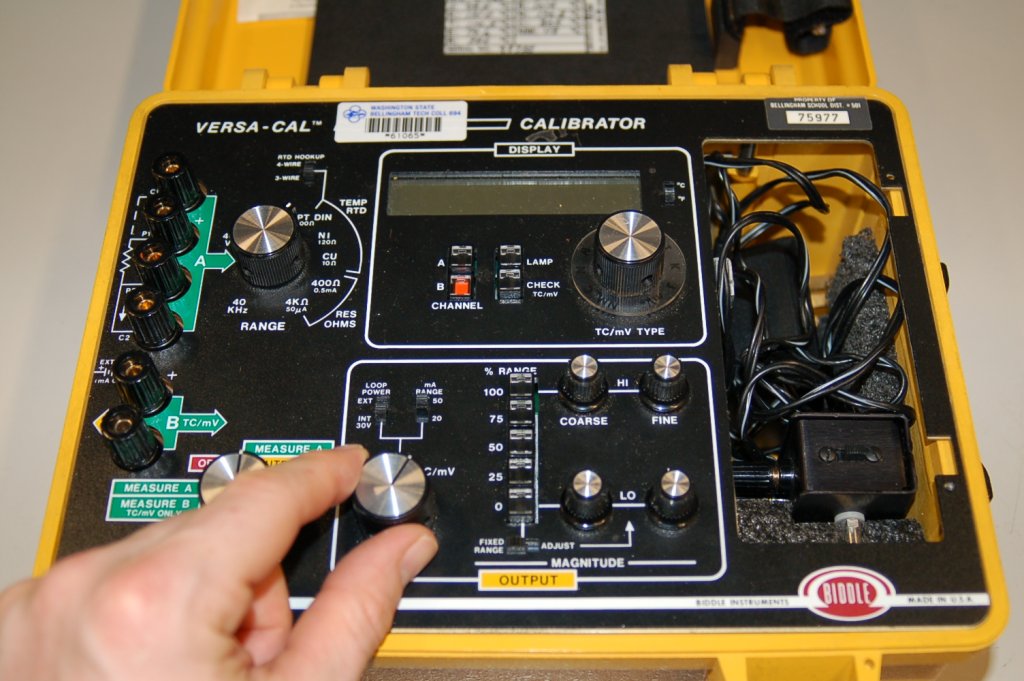 WASHINGTON STATE
BELLINGHAM TECH COLL 694
*61065*
PROPERTY OF
BELLINGHAM SCHOOL DIST. # 501
75977
VERSA-CAL™
CALIBRATOR
DISPLAY
RTD HOOKUP
4-WIRE
3-WIRE
TEMP
RTD
PT DIN
NI
120Ω
CU
10Ω
400Ω
0.5mA
4KΩ
50µA
RES
OHMS
40
KHz
RANGE
+
A
C2
EXT
+
B TC/mV
°C
°F
A
B
CHANNEL
LAMP
CHECK
TC/mV
TC/mV TYPE
LOOP
POWER
EXT
INT
30V
mA
RANGE
50
20
% RANGE
100
75
50
25
0
HI
COARSE
FINE
LO
FIXED
RANGE
ADJUST
MAGNITUDE
OUTPUT
MEASURE A
MEASURE A
MEASURE B
TC/mV ONLY
BIDDLE INSTRUMENTS
BIDDLE
MADE IN U.S.A.